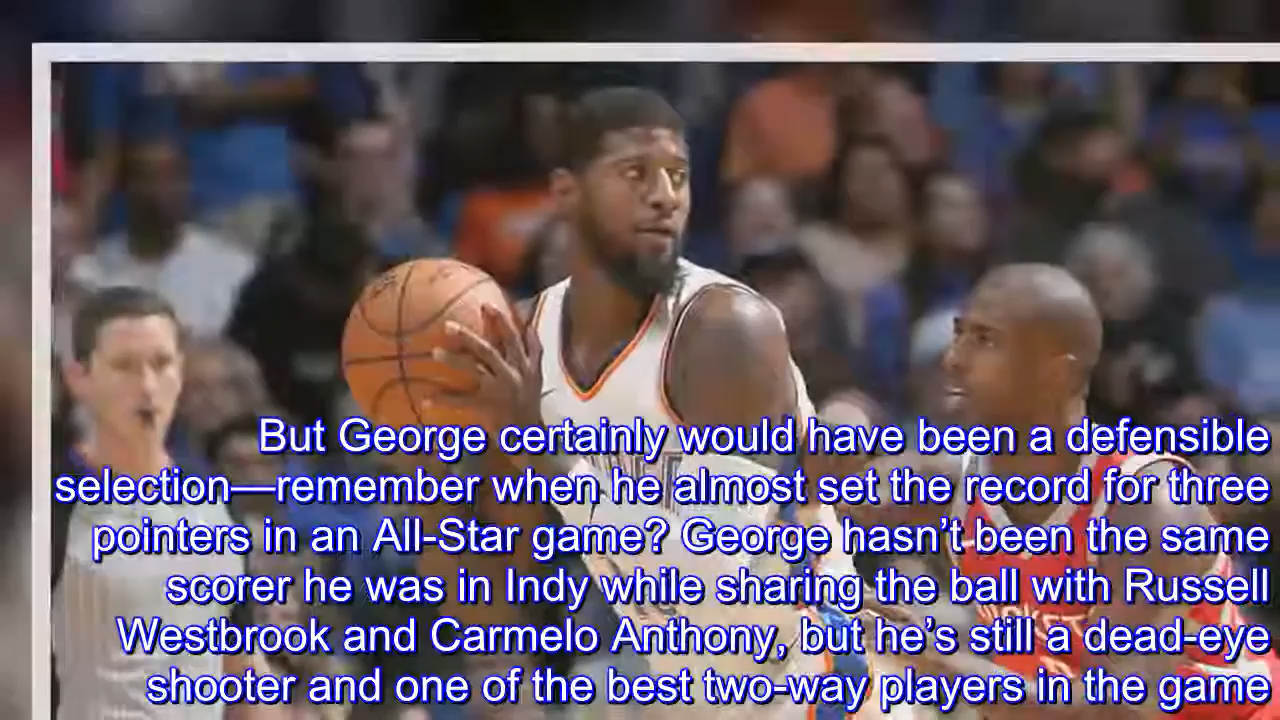 But George certainly would have been a defensible
selection—remember when he almost set the record for three
pointers in an All-Star game? George hasn’t been the same
scorer he was in Indy while sharing the ball with Russell
Westbrook and Carmelo Anthony, but he’s still a dead-eye
shooter and one of the best two-way players in the game